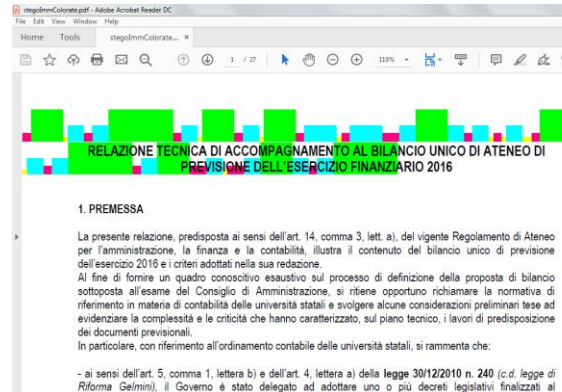 stegoImmColorate.pdf - Adobe Acrobat Reader DC
File Edit View Window Help
Home Tools stegoImmColorate... ×
1 / 27 119%
RELAZIONE TECNICA DI ACCOMPAGNAMENTO AL BILANCIO UNICO DI ATENEO DI
PREVISIONE DELL'ESERCIZIO FINANZIARIO 2016
1. PREMESSA
La presente relazione, predisposta ai sensi dell'art. 14, comma 3, lett. a), del vigente Regolamento di Ateneo
per l'amministrazione, la finanza e la contabilità, illustra il contenuto del bilancio unico di previsione
dell'esercizio 2016 e i criteri adottati nella sua redazione.
Al fine di fornire un quadro conoscitivo esaustivo sul processo di definizione della proposta di bilancio
sottoposta all'esame del Consiglio di Amministrazione, si ritiene opportuno richiamare la normativa di
riferimento in materia di contabilità delle università statali e svolgere alcune considerazioni preliminari tese ad
evidenziare la complessità e le criticità che hanno caratterizzato, sul piano tecnico, i lavori di predisposizione
dei documenti previsionali.
In particolare, con riferimento all'ordinamento contabile delle università statali, si rammenta che:
- ai sensi dell'art. 5, comma 1, lettera b) e dell'art. 4, lettera a) della legge 30/12/2010 n. 240 (c.d. legge di
Riforma Gelmini), il Governo è stato delegato ad adottare uno o più decreti legislativi finalizzati al